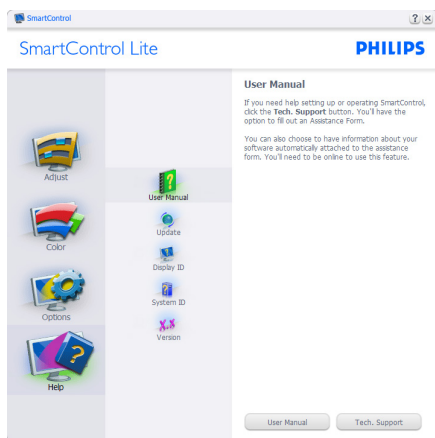 SmartControl
SmartControl Lite
PHILIPS
Adjust
Color
Options
Help
User Manual
Update
Display ID
System ID
Version
User Manual
If you need help setting up or operating SmartControl,
click the Tech. Support button. You'll have the
option to fill out an Assistance Form.
You can also choose to have information about your
software automatically attached to the assistance
form. You'll need to be online to use this feature.
User Manual
Tech. Support